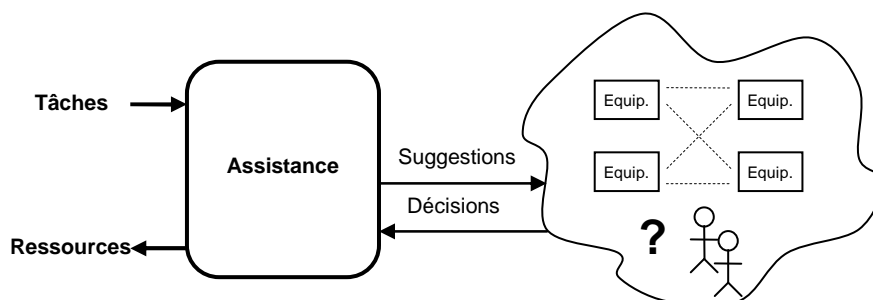 Tâches
Ressources
Assistance
Suggestions
Décisions
Equip.
Equip.
Equip.
Equip.
?